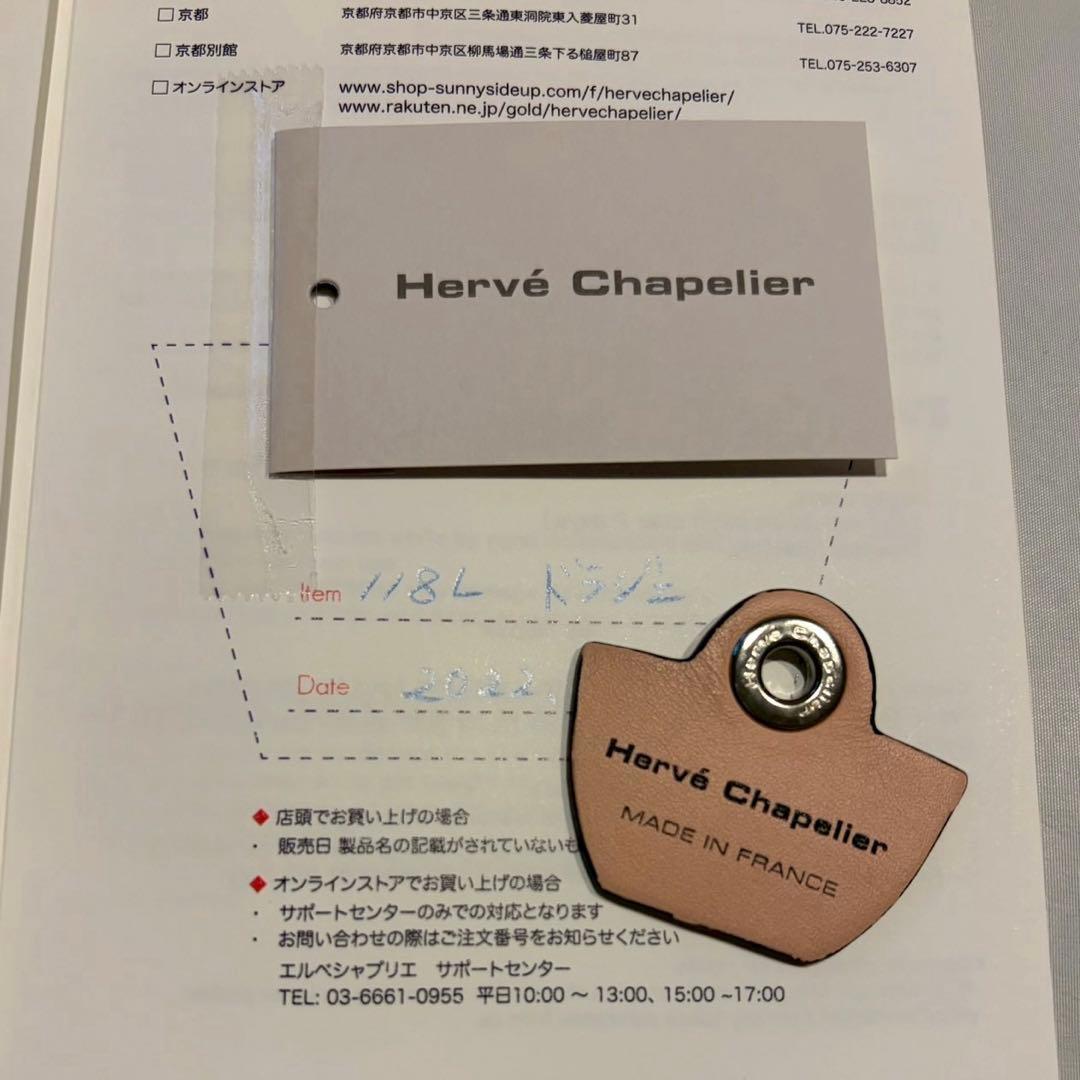 □京都 京都府京都市中京区三条通東洞院東入菱屋町31 TEL.075-222-7227
□京都別館 京都府京都市中京区柳馬場通三条下る槌屋町87 TEL.075-253-6307
□オンラインストア www.shop-sunnysideup.com/f/hervechapelier/
www.rakuten.ne.jp/gold/hervechapelier/
Hervé Chapelier
Item 118L ドラジェ
Date 2022.
Hervé Chapelier
Hervé Chapelier
MADE IN FRANCE
◆店頭でお買い上げの場合
・ 販売日 製品名の記載がされていないも
◆オンラインストアでお買い上げの場合
・ サポートセンターのみでの対応となります
・ お問い合わせの際はご注文番号をお知らせください
エルベシャプリエ サポートセンター
TEL: 03-6661-0955 平日10:00 ～ 13:00、15:00 ~17:00